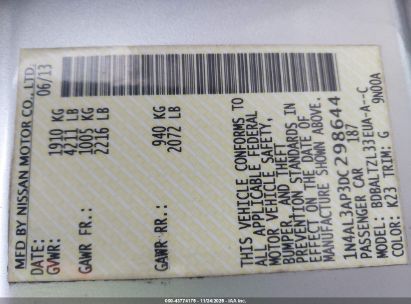 MFD BY NISSAN MOTOR CO., LTD.
DATE: 06/13
GVWR: 1910 KG
4211 LB
GAWR FR.: 1005 KG
2216 LB
GAWR RR.: 940 KG
2072 LB
THIS VEHICLE CONFORMS TO
ALL APPLICABLE FEDERAL
MOTOR VEHICLE SAFETY,
BUMPER, AND THEFT
PREVENTION STANDARDS IN
EFFECT ON THE DATE OF
MANUFACTURE SHOWN ABOVE.
1N4AL3AP3DC298644
PASSENGER CAR 187
MODEL: BDBALTZL33EUA-A--C
COLOR: K23 TRIM: G 9N00A